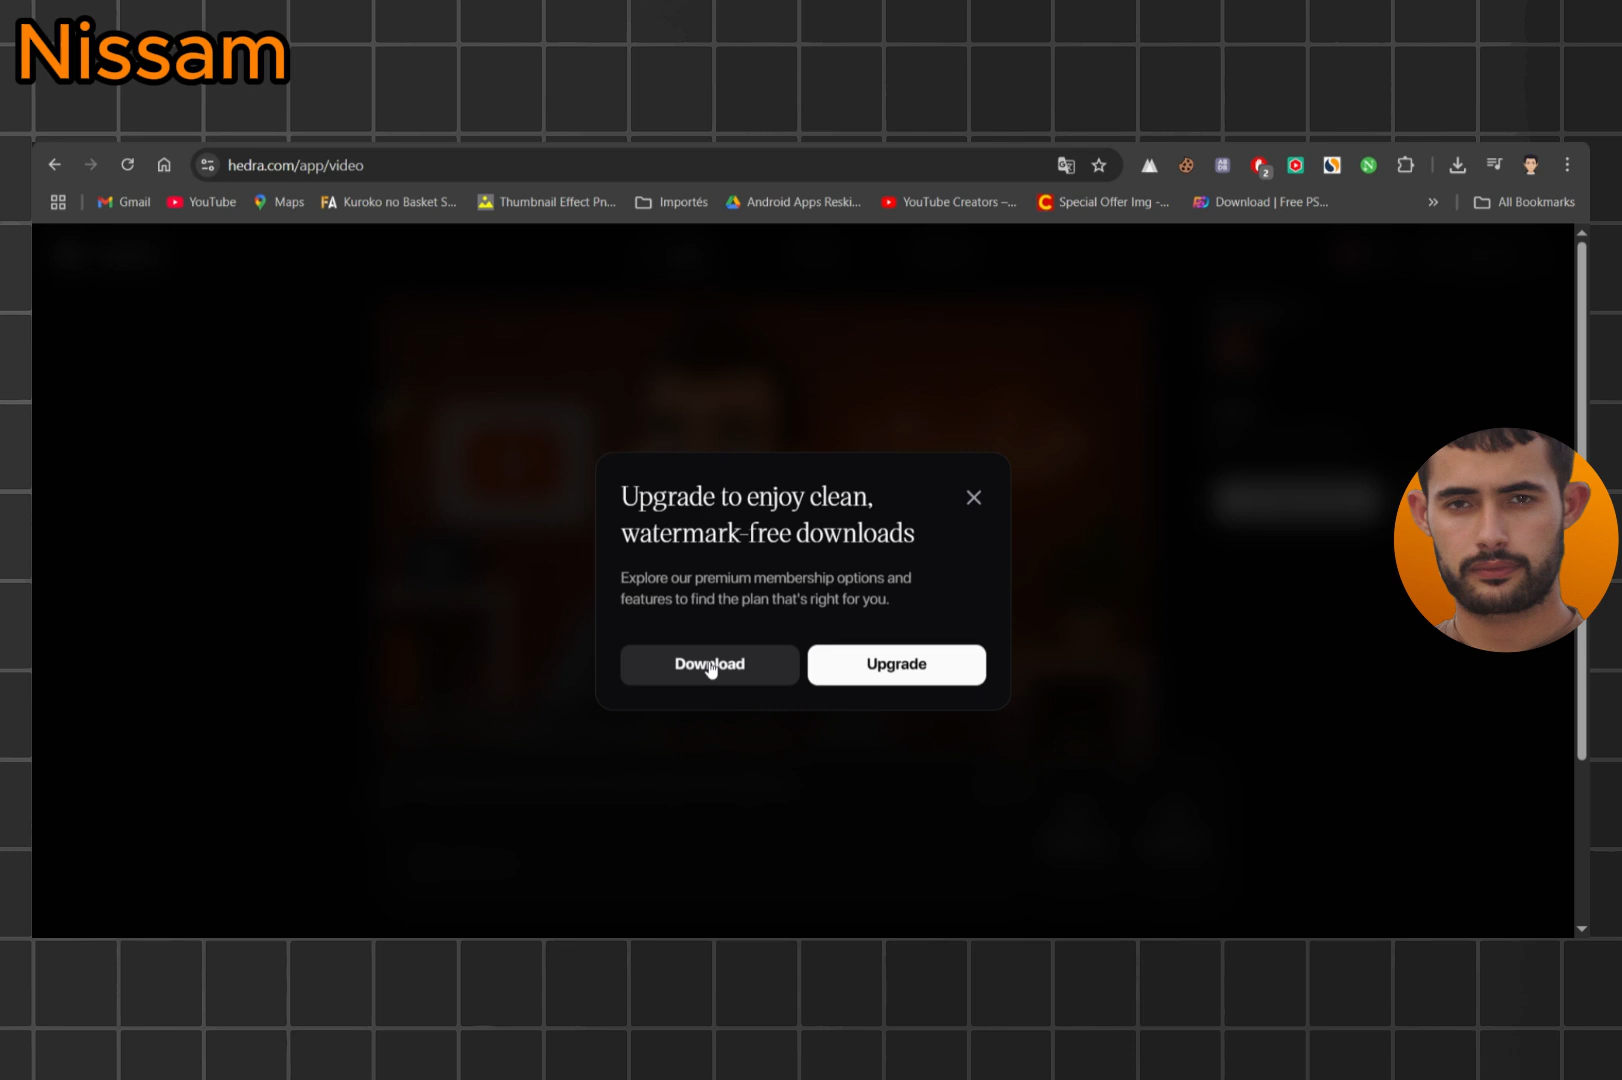 Nissam
hedra.com/app/video
2
Gmail
YouTube
Maps
FA Kuroko no Basket S...
Thumbnail Effect Pn...
Importés
Android Apps Reski...
YouTube Creators –...
Special Offer Img -...
Download | Free PS...
All Bookmarks
Upgrade to enjoy clean,
watermark-free downloads
Explore our premium membership options and
features to find the plan that's right for you.
Download
Upgrade